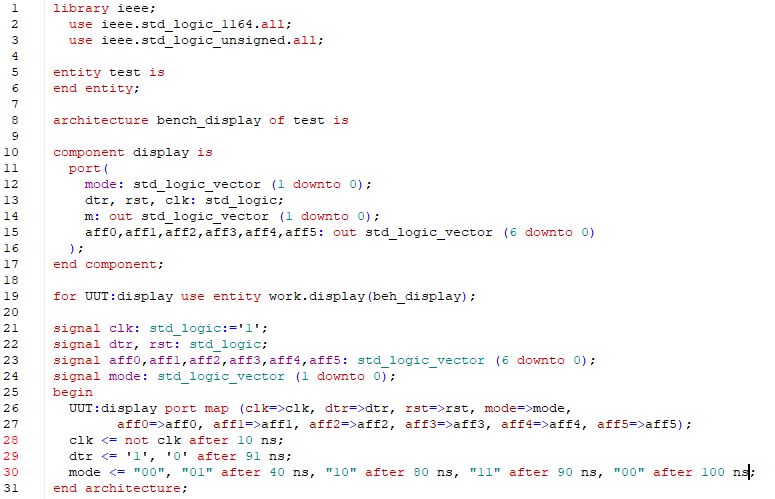 1 library ieee;
2 use ieee.std_logic_1164.all;
3 use ieee.std_logic_unsigned.all;
4
5 entity test is
6 end entity;
7
8 architecture bench_display of test is
9
10 component display is
11 port(
12 mode: std_logic_vector (1 downto 0);
13 dtr, rst, clk: std_logic;
14 m: out std_logic_vector (1 downto 0);
15 aff0,aff1,aff2,aff3,aff4,aff5: out std_logic_vector (6 downto 0)
16 );
17 end component;
18
19 for UUT:display use entity work.display(beh_display);
20
21 signal clk: std_logic:='1';
22 signal dtr, rst: std_logic;
23 signal aff0,aff1,aff2,aff3,aff4,aff5: std_logic_vector (6 downto 0);
24 signal mode: std_logic_vector (1 downto 0);
25 begin
26 UUT:display port map (clk=>clk, dtr=>dtr, rst=>rst, mode=>mode,
27 aff0=>aff0, aff1=>aff1, aff2=>aff2, aff3=>aff3, aff4=>aff4, aff5=>aff5);
28 clk <= not clk after 10 ns;
29 dtr <= '1', '0' after 91 ns;
30 mode <= "00", "01" after 40 ns, "10" after 80 ns, "11" after 90 ns, "00" after 100 ns;
31 end architecture;